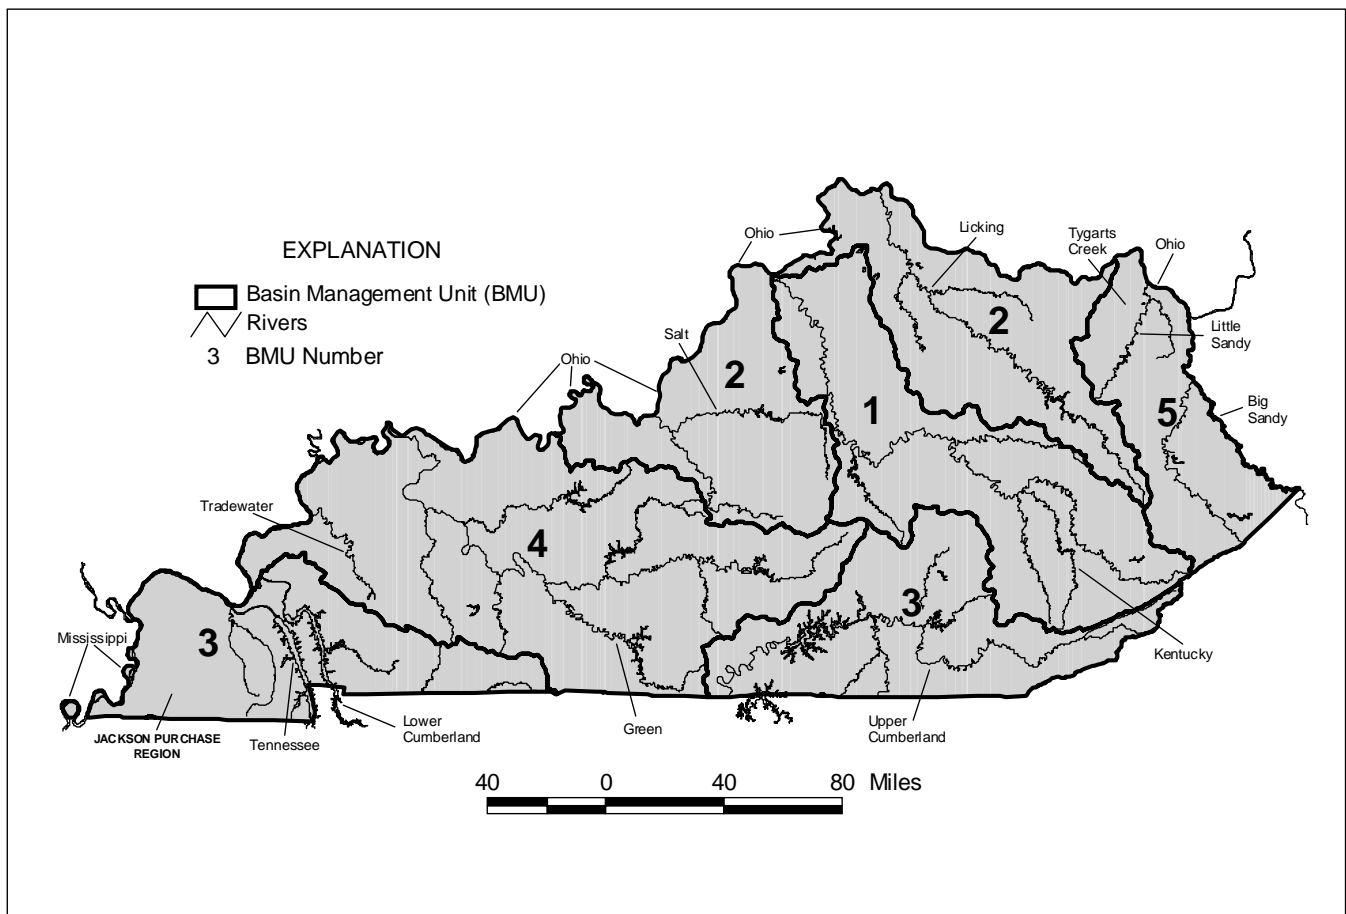 EXPLANATION
Basin Management Unit (BMU)
Rivers
3 BMU Number
Ohio
Licking
Tygarts
Creek
Ohio
Little
Sandy
Salt
Ohio
2
2
1
5
Big
Sandy
Tradewater
4
3
3
Mississippi
Kentucky
JACKSON PURCHASE
REGION
Tennessee
Lower
Cumberland
Green
Upper
Cumberland
40 0 40 80 Miles